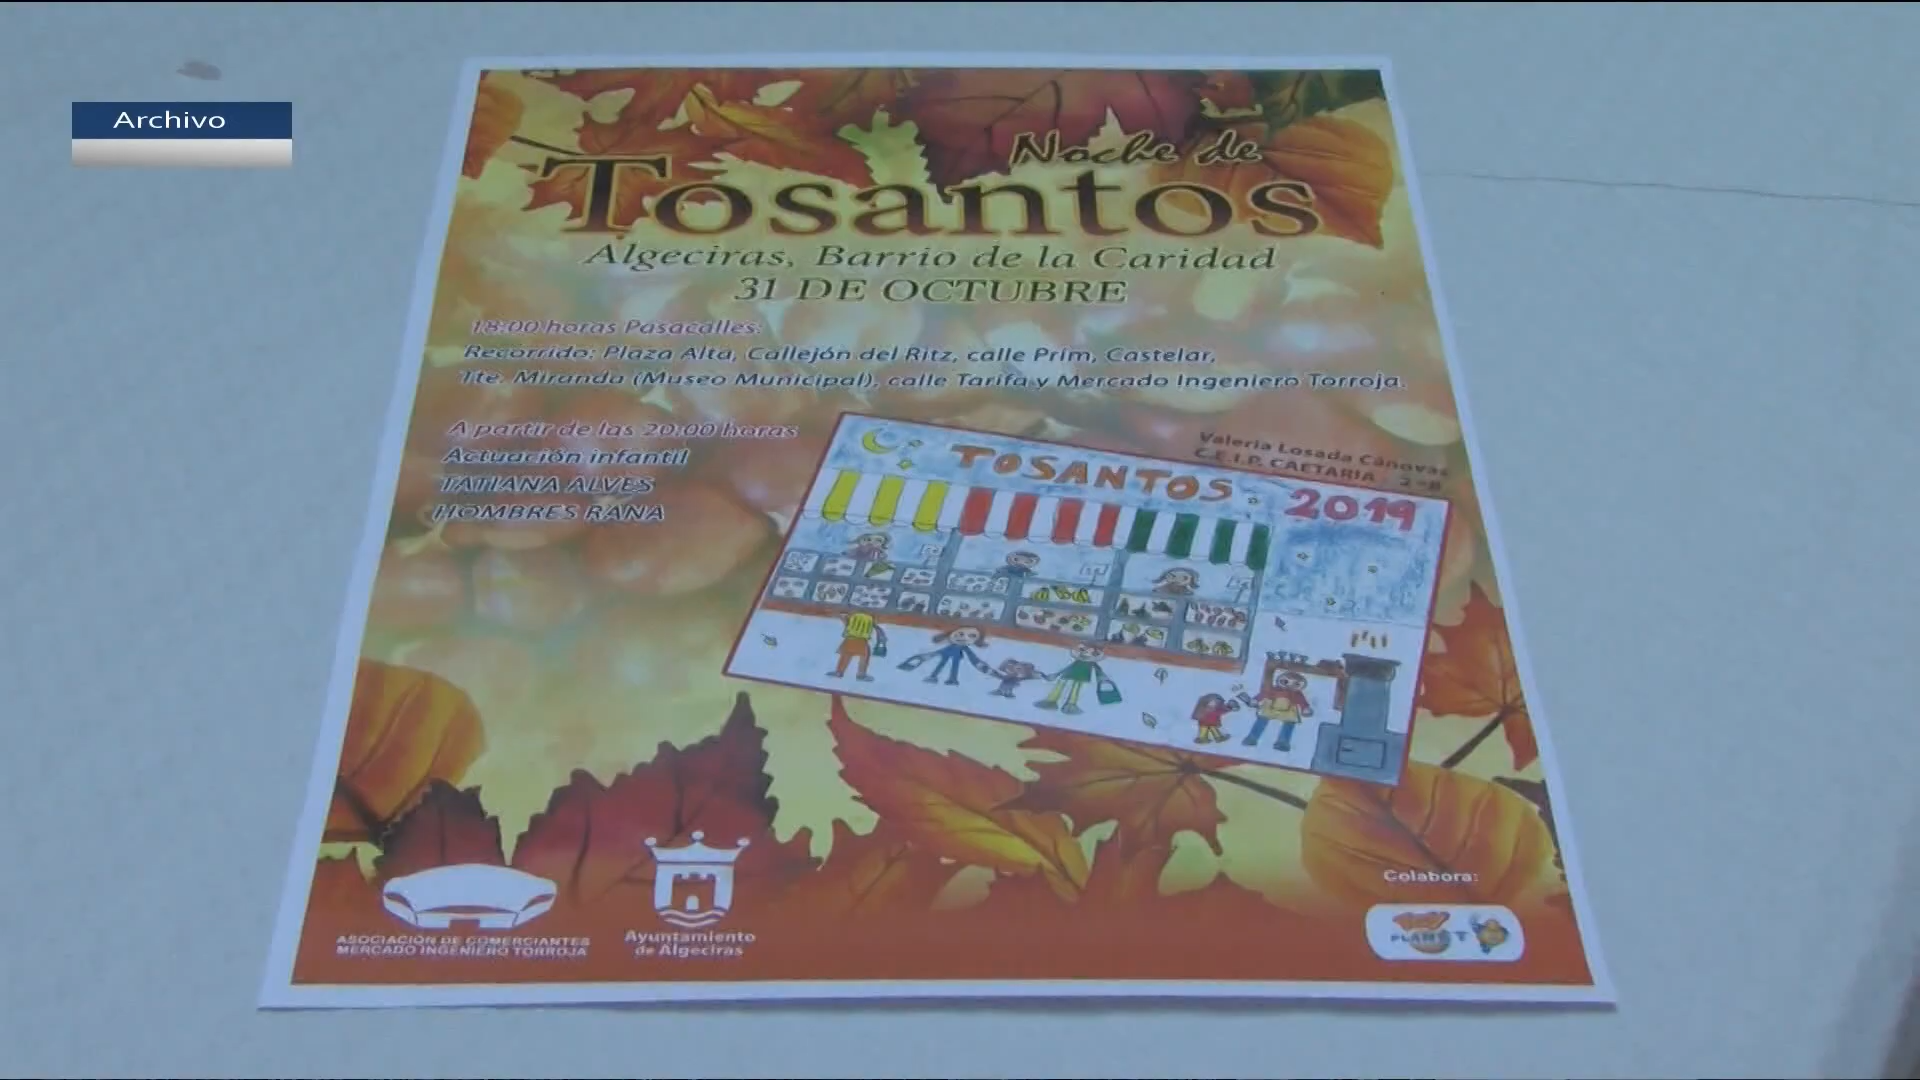 Archivo
Noche de
Tosantos
Algeciras, Barrio de la Caridad
31 DE OCTUBRE
18:00 horas Pasacalles:
Recorrido: Plaza Alta, Callejón del Ritz, calle Prim, Castelar,
Tte. Miranda (Museo Municipal), calle Tarifa y Mercado Ingeniero Torroja.
A partir de las 20:00 horas
Actuación infantil
TATIANA ALVES
HOMBRES RANA
Valeria Losada Cánovas
C.E.I.P. CAETARIA 2ºB
TOSANTOS
2019
ASOCIACIÓN DE COMERCIANTES
MERCADO INGENIERO TORROJA
Ayuntamiento
de Algeciras
Colabora:
TOY
PLANET